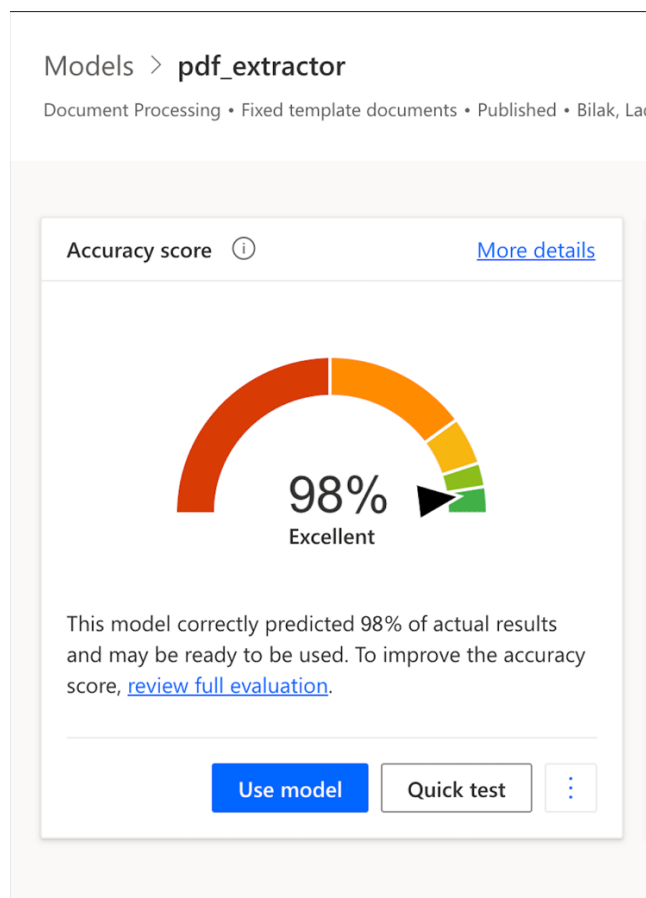 Models > pdf_extractor
Document Processing • Fixed template documents • Published • Bilak,
Accuracy score More details
98%
Excellent
This model correctly predicted 98% of actual results
and may be ready to be used. To improve the accuracy
score, review full evaluation.
Use model Quick test